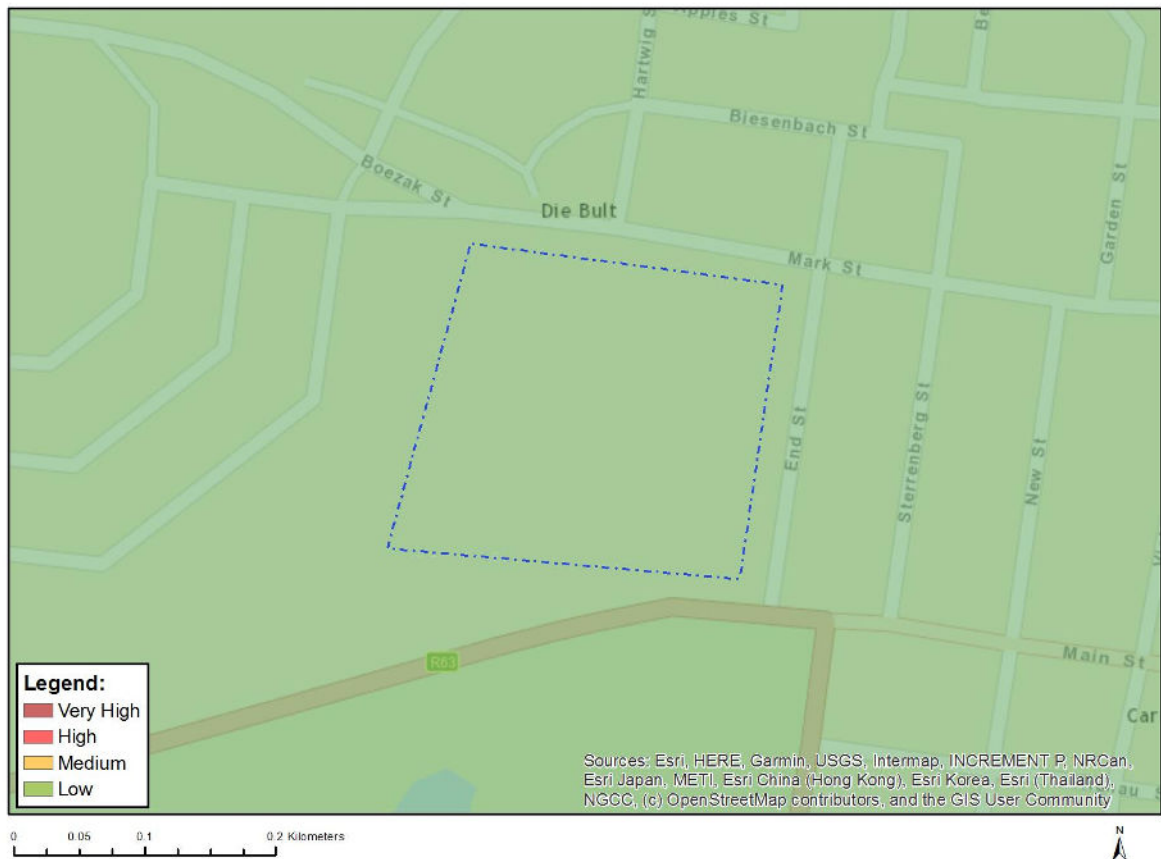 Apples St
Hartwig S
Be
Biesenbach St
Boezak St
Garden St
Die Bult
Mark St
End St
Sterrenberg St
New St
R63
Main St
Car
Legend:
Very High
High
Medium
Low
Sources: Esri, HERE, Garmin, USGS, Intermap, INCREMENT P, NRCan,
Esri Japan, METI, Esri China (Hong Kong), Esri Korea, Esri (Thailand),
NGCC, (c) OpenStreetMap contributors, and the GIS User Community
0 0.05 0.1 0.2 Kilometers
N